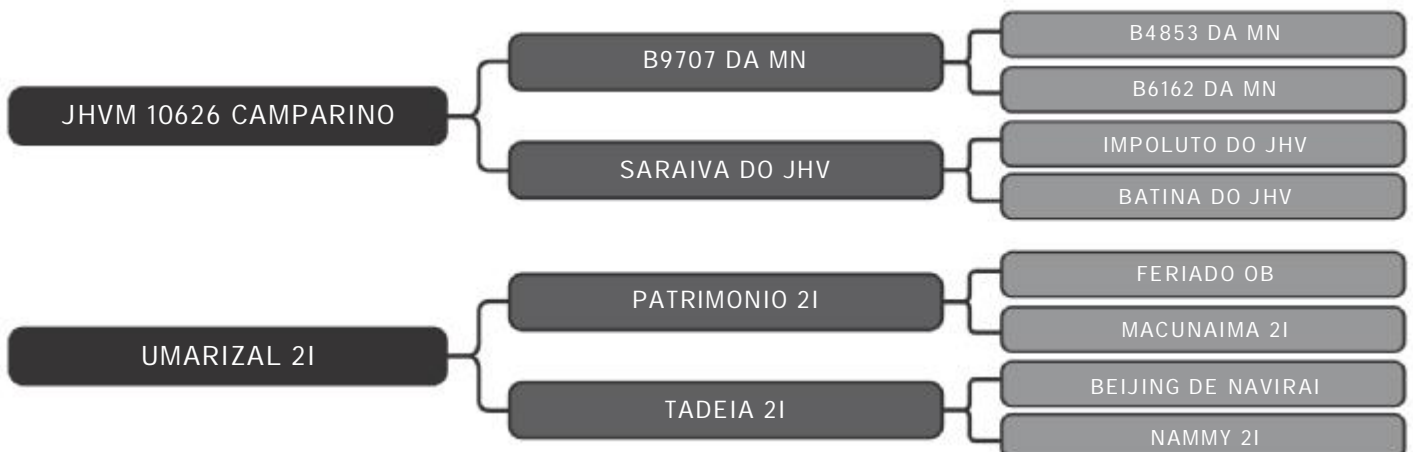 B4853 DA MN
B9707 DA MN
B6162 DA MN
JHVM 10626 CAMPARINO
IMPOLUTO DO JHV
SARAIVA DO JHV
BATINA DO JHV
FERIADO OB
PATRIMONIO 2I
MACUNAIMA 2I
UMARIZAL 2I
BEIJING DE NAVIRAI
TADEIA 2I
NAMMY 2I